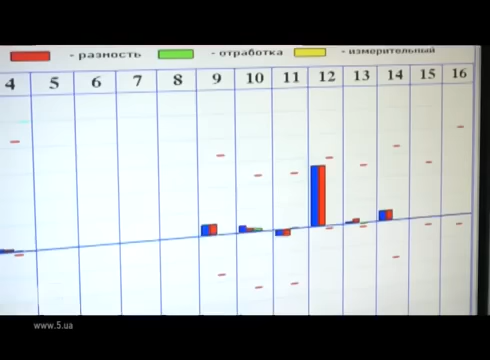 - разность - отработка - измерительный
4 5 6 7 8 9 10 11 12 13 14 15 16
www.5.ua